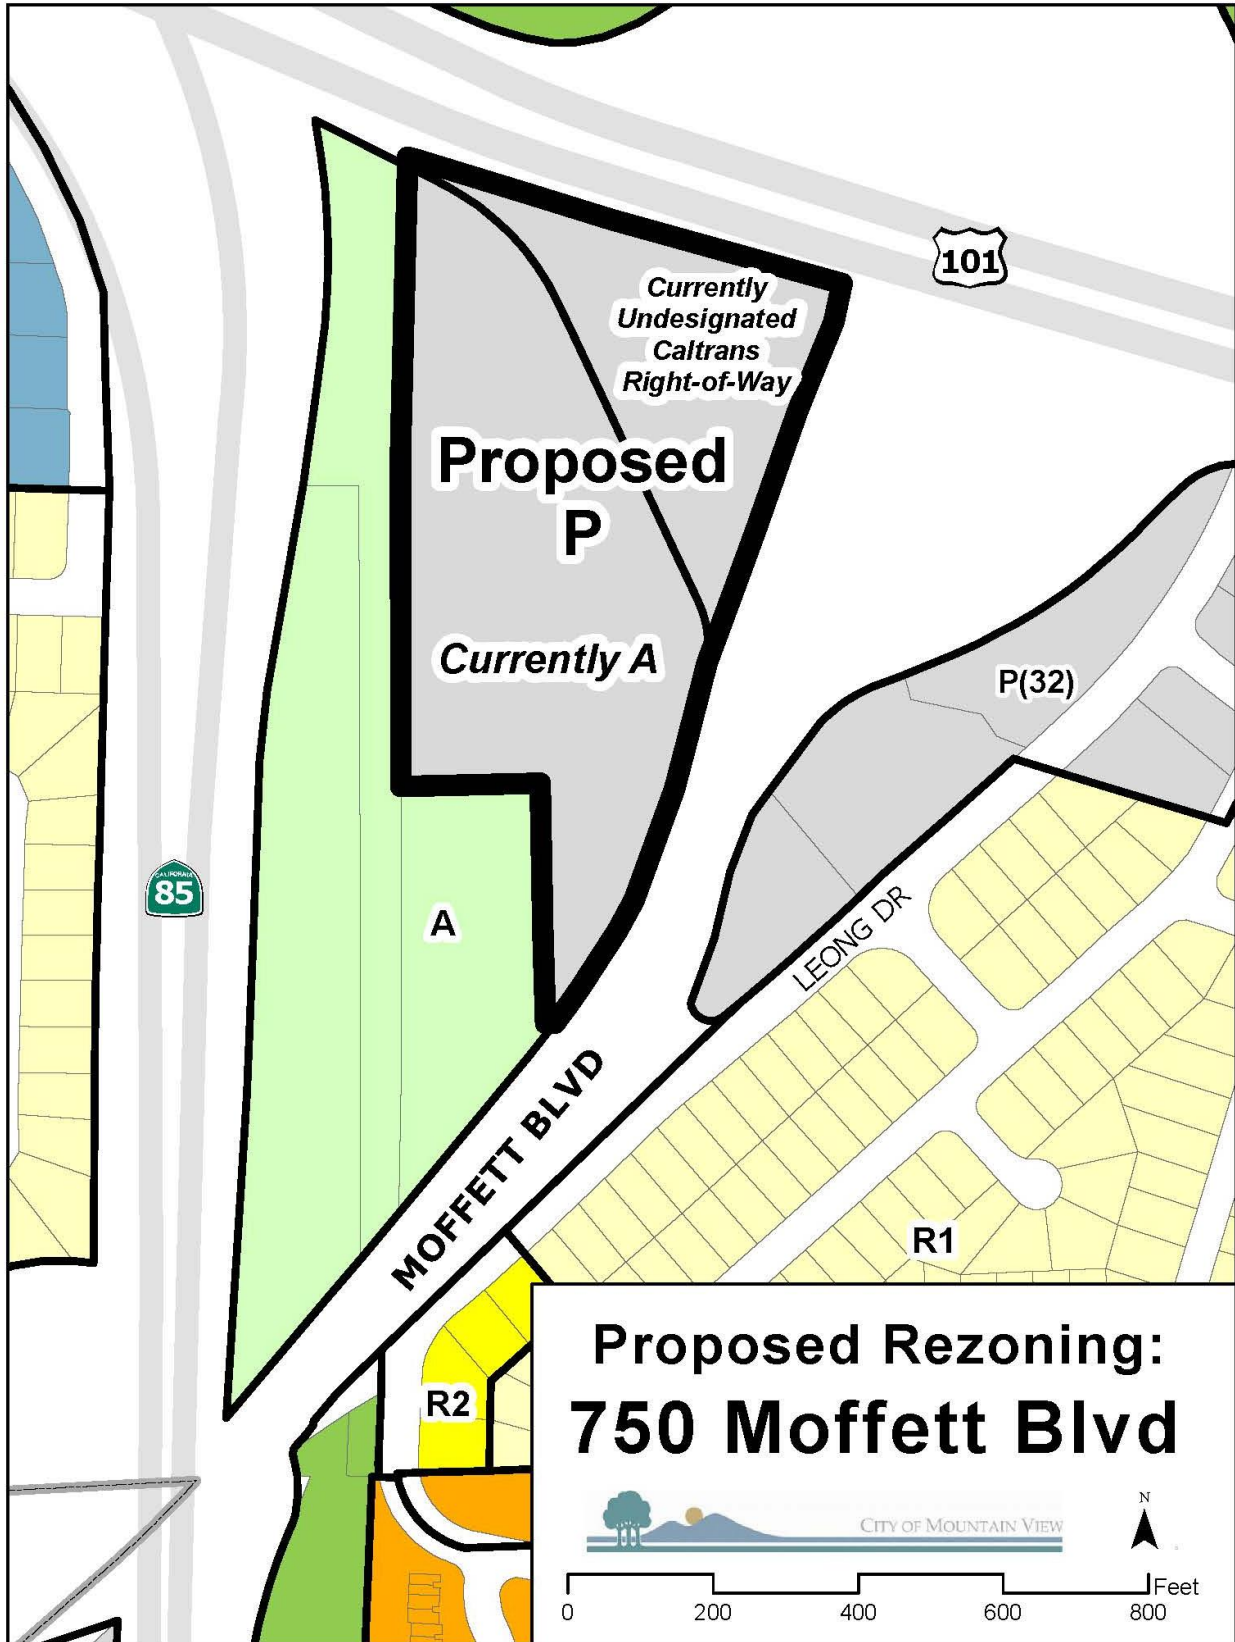 101
Currently
Undesignated
Caltrans
Right-of-Way
Proposed
P
Currently A
P(32)
CALIFORNIA
85
A
LEONG DR
MOFFETT BLVD
R1
R2
Proposed Rezoning:
750 Moffett Blvd
CITY OF MOUNTAIN VIEW
N
Feet
0 200 400 600 800